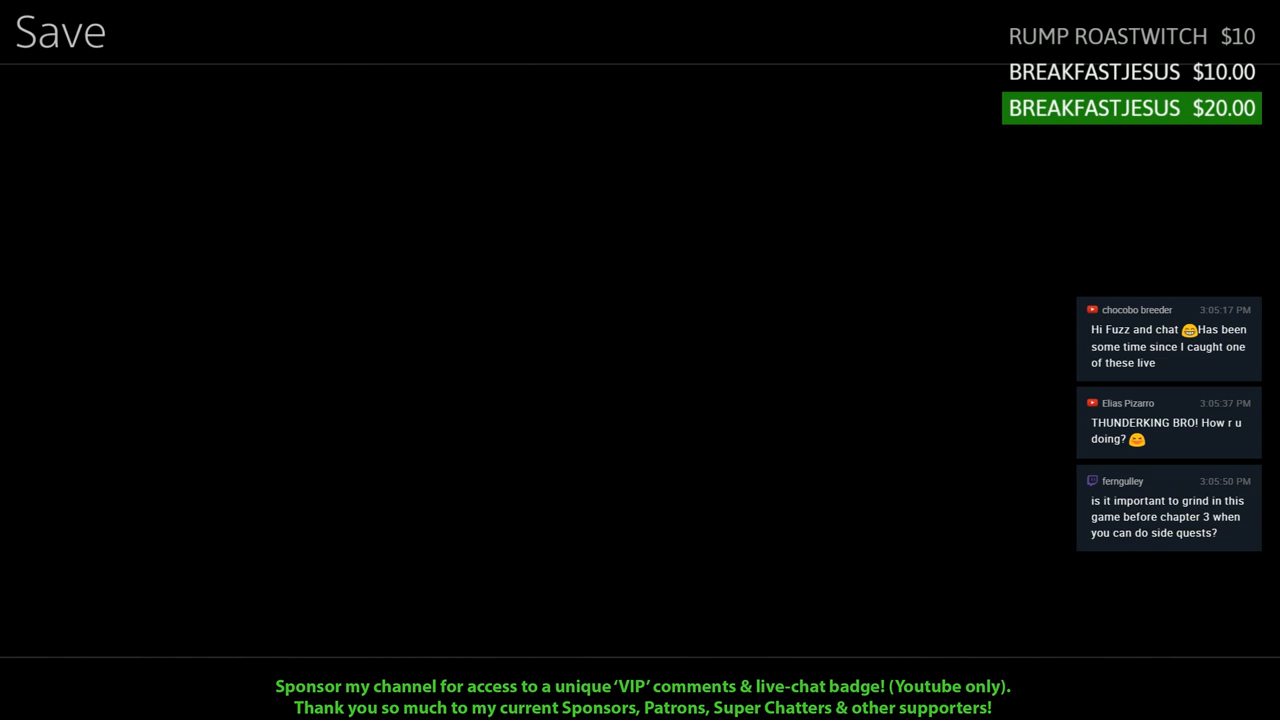 Save
RUMP ROASTWITCH $10
BREAKFASTJESUS $10.00
BREAKFASTJESUS $20.00
chocobo breeder 3:05:17 PM
Hi Fuzz and chat 😁Has been
some time since I caught one
of these live
Elias Pizarro 3:05:37 PM
THUNDERKING BRO! How r u
doing? 😊
ferngulley 3:05:50 PM
is it important to grind in this
game before chapter 3 when
you can do side quests?
Sponsor my channel for access to a unique ‘VIP’ comments & live-chat badge! (Youtube only).
Thank you so much to my current Sponsors, Patrons, Super Chatters & other supporters!